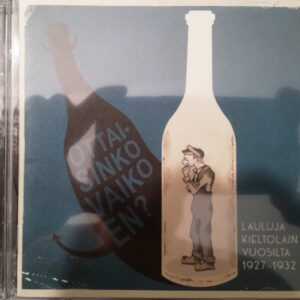 OTTAI-
SINKO
VAIKO
EN?
LAULUJA
KIELTOLAIN
VUOSILTA
1927-1932